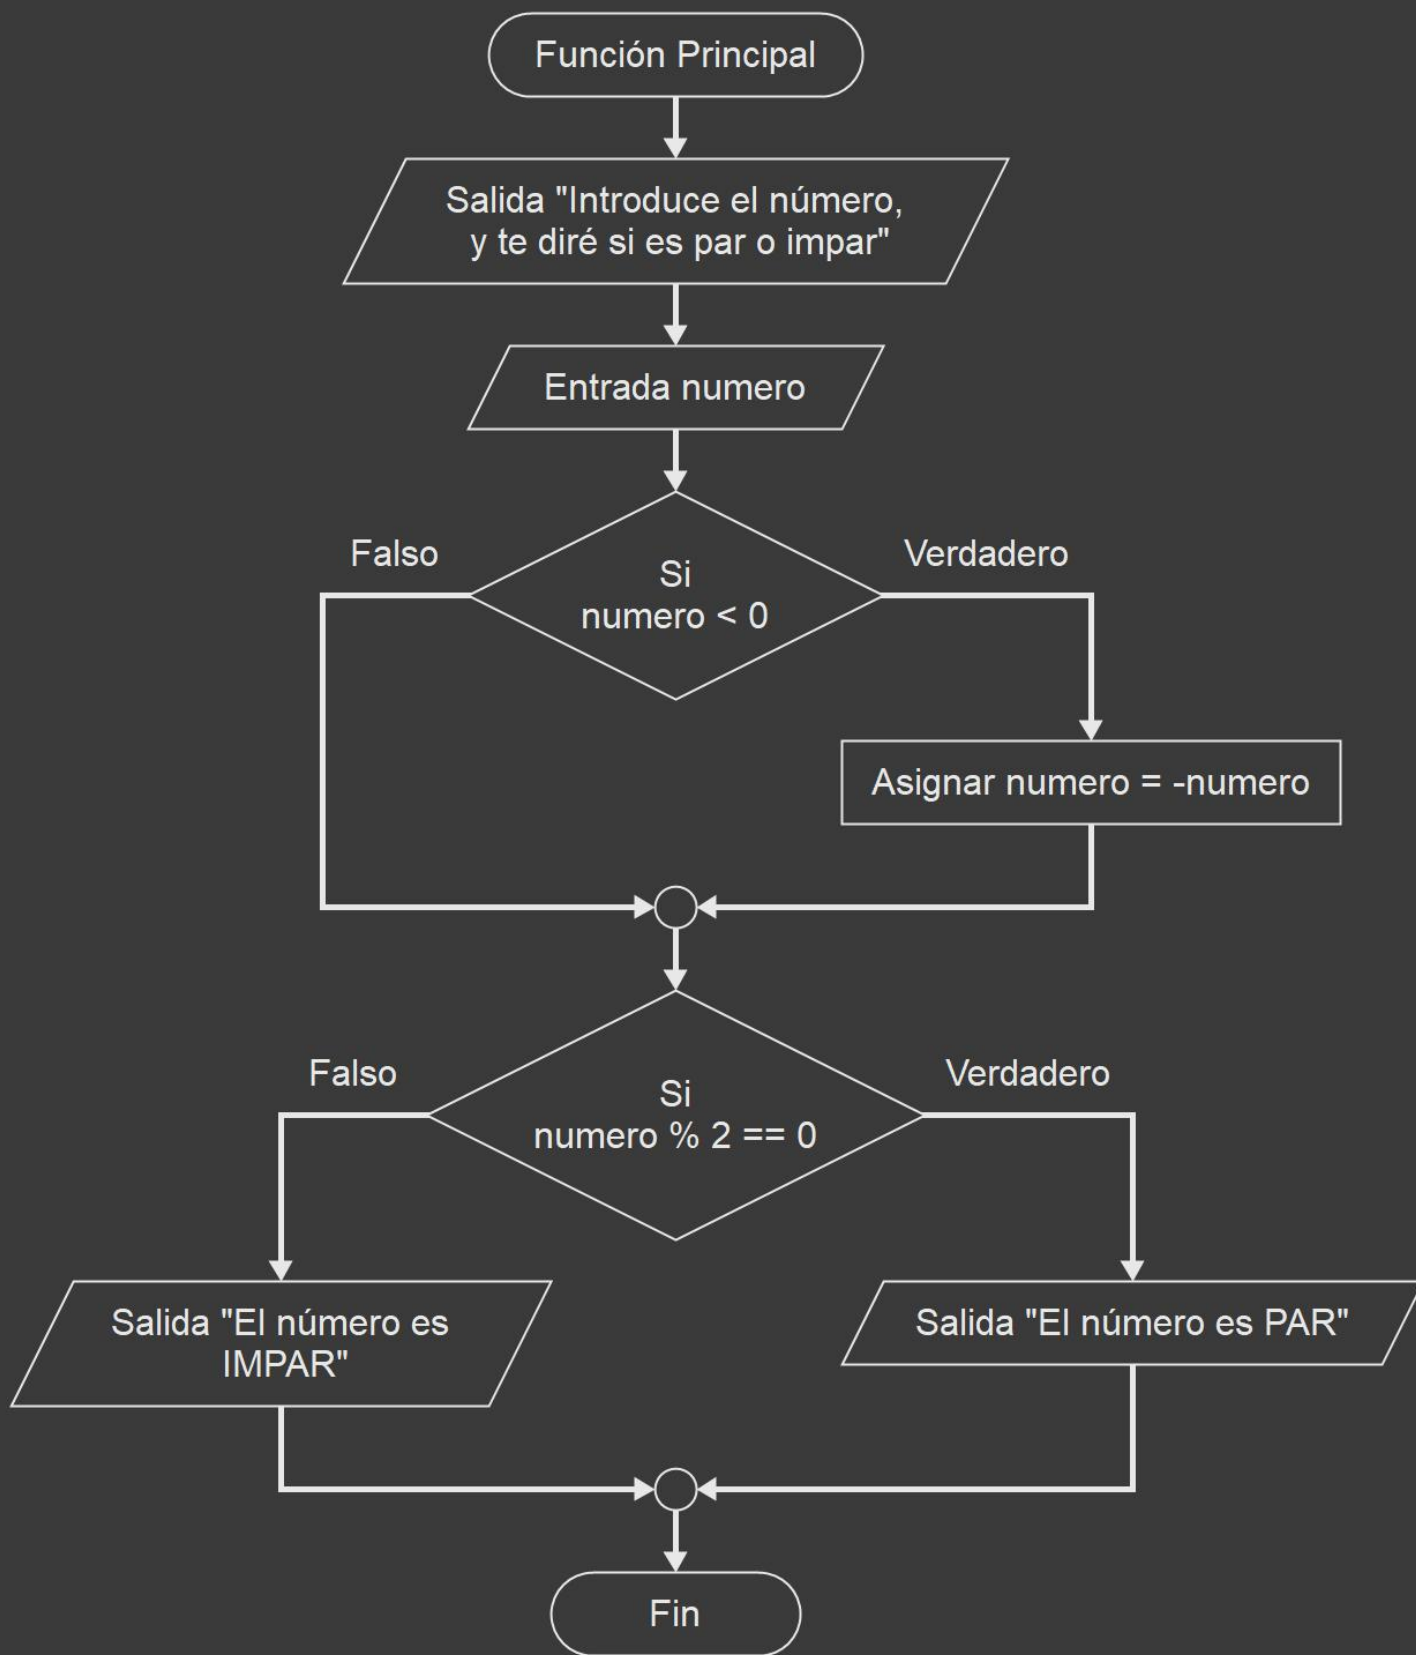 Función Principal
Salida "Introduce el número,
y te diré si es par o impar"
Entrada numero
Falso
Verdadero
Si
numero < 0
Asignar numero = -numero
Falso
Verdadero
Si
numero % 2 == 0
Salida "El número es
IMPAR"
Salida "El número es PAR"
Fin